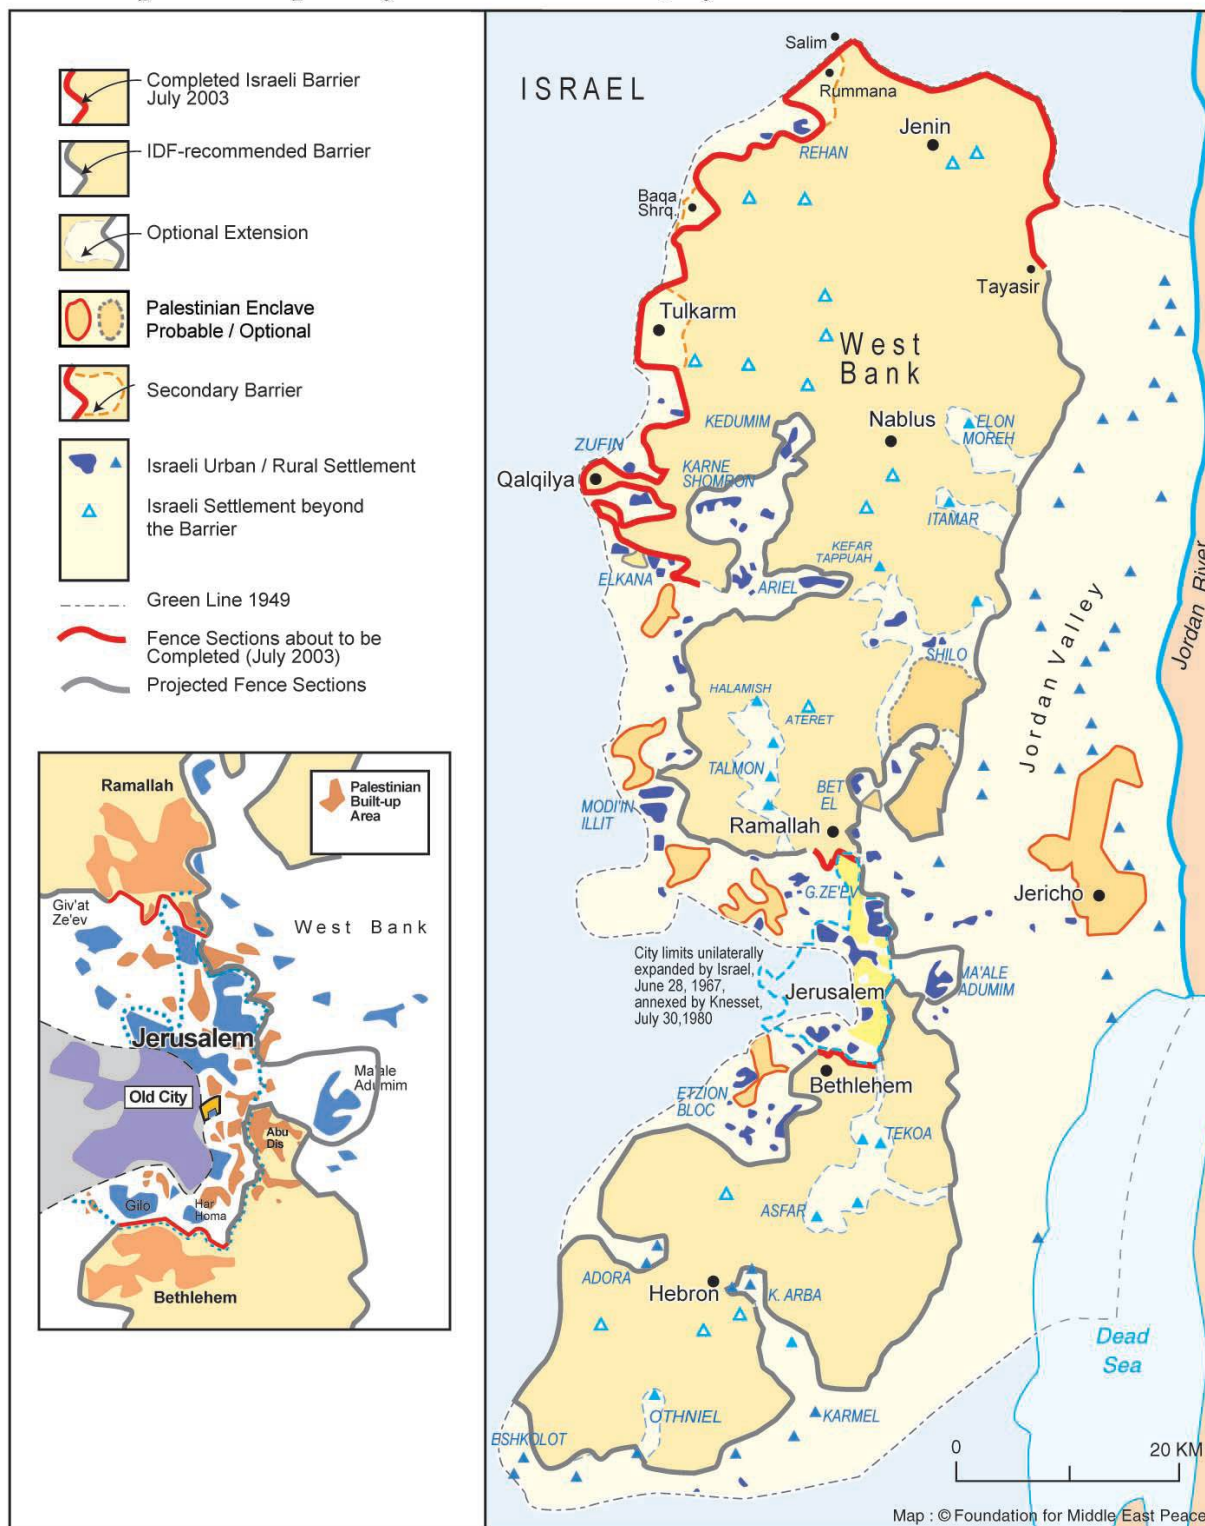 Completed Israeli Barrier
July 2003
IDF-recommended Barrier
Optional Extension
Palestinian Enclave
Probable / Optional
Secondary Barrier
Israeli Urban / Rural Settlement
Israeli Settlement beyond
the Barrier
Green Line 1949
Fence Sections about to be
Completed (July 2003)
Projected Fence Sections
Ramallah
Palestinian
Built-up
Area
Giv'at
Ze'ev
West Bank
Jerusalem
Ma'ale
Adumim
Old City
Abu
Dis
Gilo
Har
Homa
Bethlehem
ISRAEL
Salim
Rummana
Jenin
REHAN
Baqa
Shrq.
Tayasir
Tulkarm
West
Bank
KEDUMIM
Nablus
ELON
MOREH
ZUFIN
KARNE
SHOMRON
Qalqilya
ITAMAR
KEFAR
TAPPUAH
ELKANA
ARIEL
SHILO
Jordan Valley
Jordan River
HALAMISH
ATERET
TALMON
BET
EL
MODI'IN
ILLIT
Ramallah
G.ZE'EV
Jericho
City limits unilaterally
expanded by Israel,
June 28, 1967,
annexed by Knesset,
July 30,1980
Jerusalem
MA'ALE
ADUMIM
Bethlehem
ETZION
BLOC
TEKOA
ASFAR
ADORA
Hebron
K. ARBA
Dead
Sea
OTHNIEL
KARMEL
ESHKOLOT
0 20 KM
Map : © Foundation for Middle East Peace